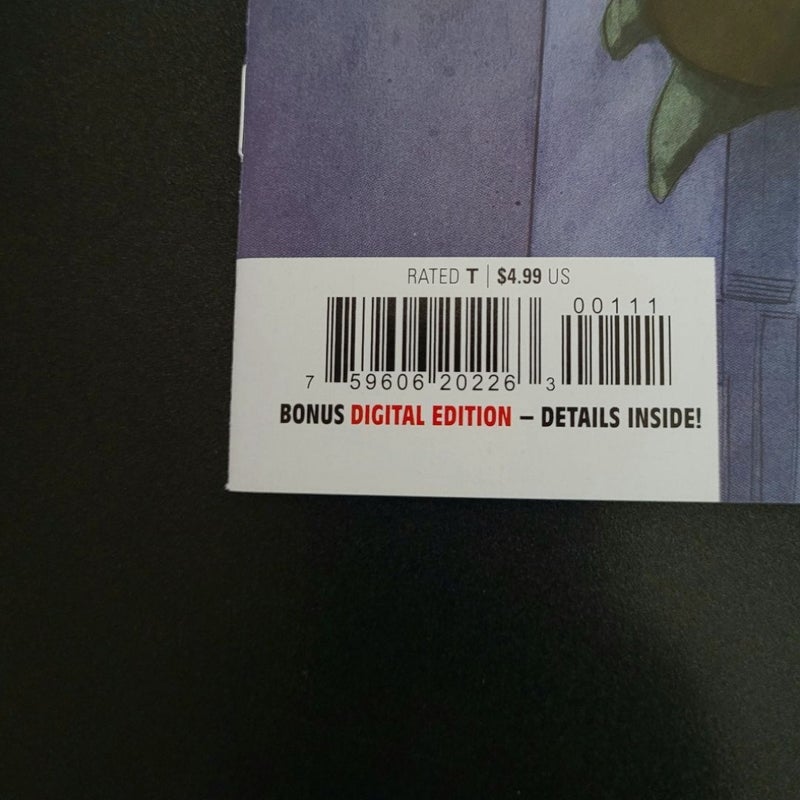 RATED T | $4.99 US
00111
7 59606 20226 3
BONUS DIGITAL EDITION – DETAILS INSIDE!